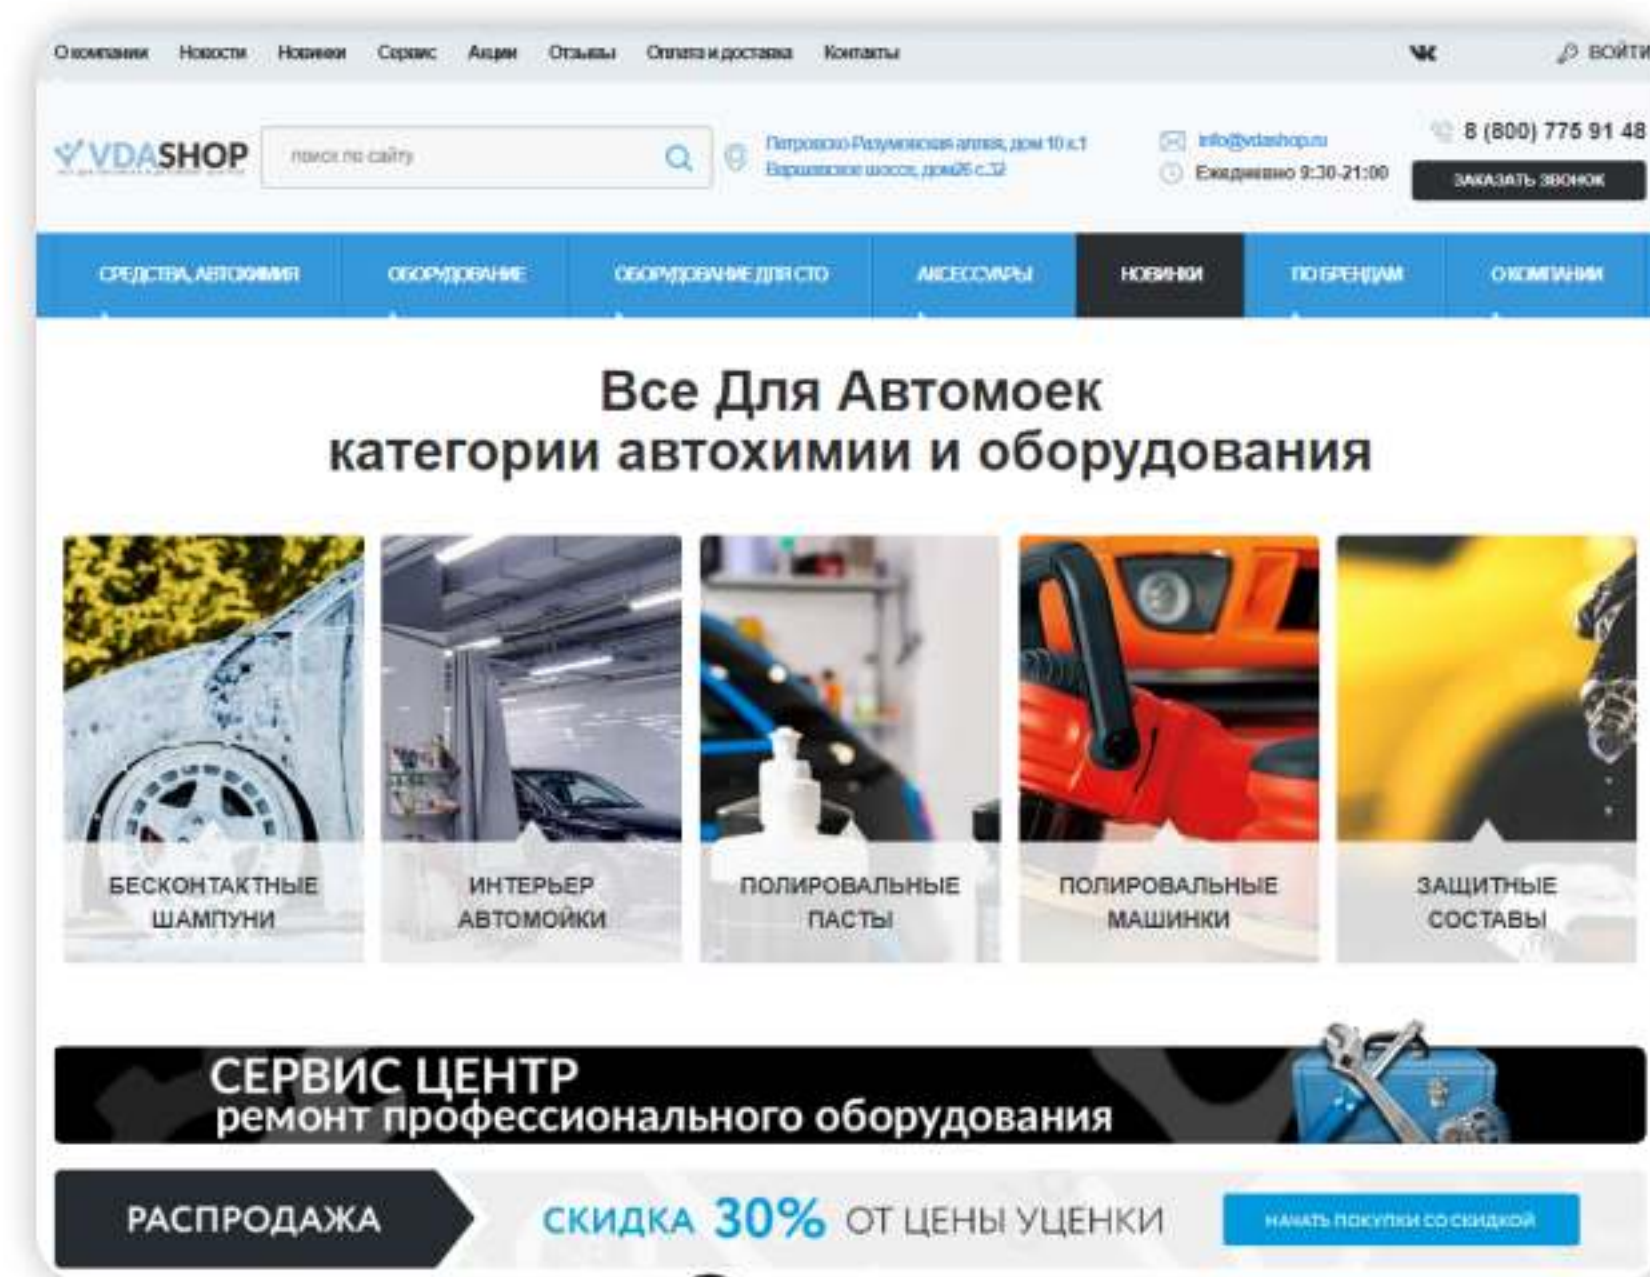 О компании Новости Новинки Сервис Акции Отзывы Оплата и доставка Контакты ВОЙТИ
VDASHOP
поиск по сайту
Петровско-Разумовская аллея, дом 10 к.1
Варшавское шоссе, дом26 с.32
info@vdashop.ru
Ежедневно 9:30-21:00
8 (800) 775 91 48
ЗАКАЗАТЬ ЗВОНОК
СРЕДСТВА, АВТОХИМИЯ ОБОРУДОВАНИЕ ОБОРУДОВАНИЕ ДЛЯ СТО АКСЕССУАРЫ НОВИНКИ ПО БРЕНДАМ О КОМПАНИИ
Все Для Автомоек
категории автохимии и оборудования
БЕСКОНТАКТНЫЕ
ШАМПУНИ
ИНТЕРЬЕР
АВТОМОЙКИ
ПОЛИРОВАЛЬНЫЕ
ПАСТЫ
ПОЛИРОВАЛЬНЫЕ
МАШИНКИ
ЗАЩИТНЫЕ
СОСТАВЫ
СЕРВИС ЦЕНТР
ремонт профессионального оборудования
РАСПРОДАЖА
СКИДКА 30% ОТ ЦЕНЫ УЦЕНКИ
НАЧАТЬ ПОКУПКИ СО СКИДКОЙ